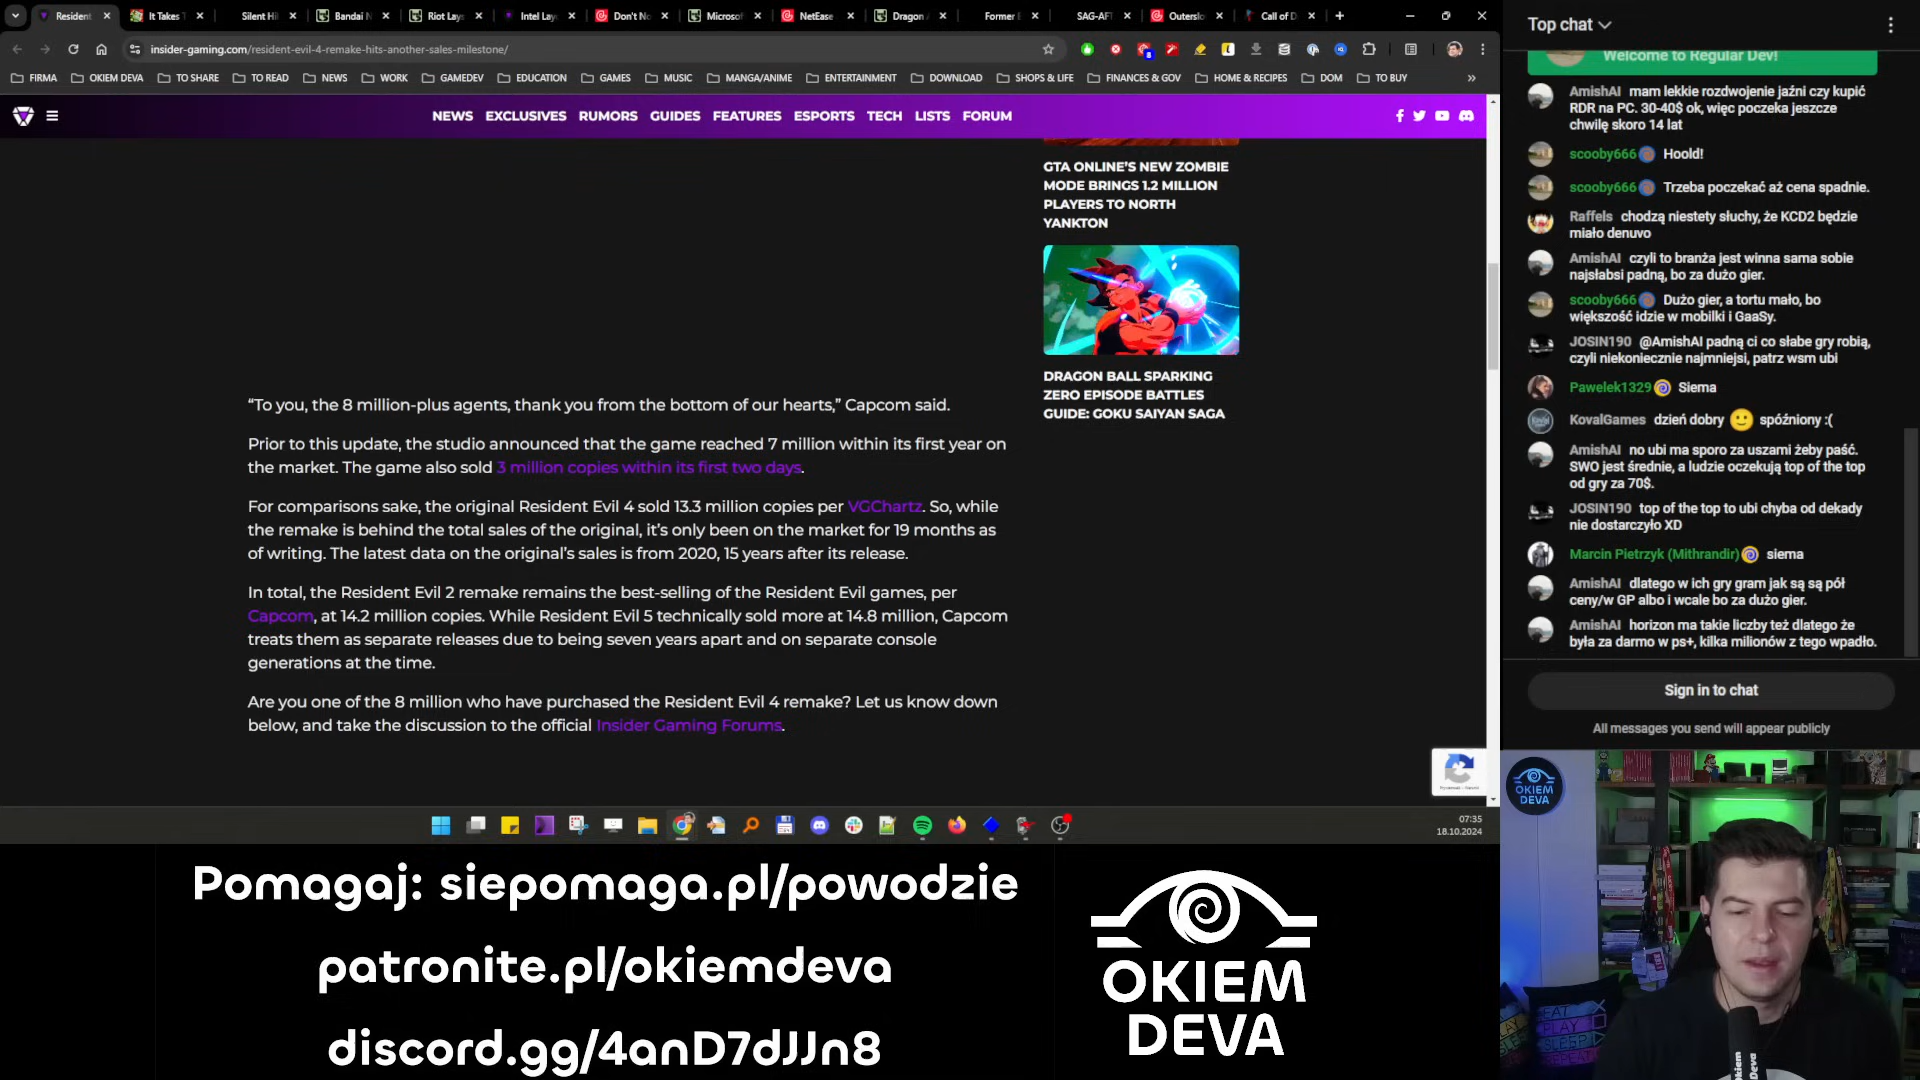 Resident
It Takes T
Silent Hi
Bandai N
Riot Lays
Intel Lay
Don't No
Microsof
NetEase
Dragon A
Former
SAG-AF
Outerslo
Call of D
insider-gaming.com/resident-evil-4-remake-hits-another-sales-milestone/
FIRMA OKIEM DEVA TO SHARE TO READ NEWS WORK GAMEDEV EDUCATION GAMES MUSIC MANGA/ANIME ENTERTAINMENT DOWNLOAD SHOPS & LIFE FINANCES & GOV HOME & RECIPES DOM TO BUY »
NEWS EXCLUSIVES RUMORS GUIDES FEATURES ESPORTS TECH LISTS FORUM
GTA ONLINE'S NEW ZOMBIE
MODE BRINGS 1.2 MILLION
PLAYERS TO NORTH
YANKTON
DRAGON BALL SPARKING
ZERO EPISODE BATTLES
GUIDE: GOKU SAIYAN SAGA
“To you, the 8 million-plus agents, thank you from the bottom of our hearts,” Capcom said.
Prior to this update, the studio announced that the game reached 7 million within its first year on
the market. The game also sold 3 million copies within its first two days.
For comparisons sake, the original Resident Evil 4 sold 13.3 million copies per VGChartz. So, while
the remake is behind the total sales of the original, it’s only been on the market for 19 months as
of writing. The latest data on the original’s sales is from 2020, 15 years after its release.
In total, the Resident Evil 2 remake remains the best-selling of the Resident Evil games, per
Capcom, at 14.2 million copies. While Resident Evil 5 technically sold more at 14.8 million, Capcom
treats them as separate releases due to being seven years apart and on separate console
generations at the time.
Are you one of the 8 million who have purchased the Resident Evil 4 remake? Let us know down
below, and take the discussion to the official Insider Gaming Forums.
07:35
18.10.2024
Top chat
Welcome to Regular Dev!
AmishAI mam lekkie rozdwojenie jaźni czy kupić
RDR na PC. 30-40$ ok, więc poczeka jeszcze
chwilę skoro 14 lat
scooby666 Hoold!
scooby666 Trzeba poczekać aż cena spadnie.
Raffels chodzą niestety słuchy, że KCD2 będzie
miało denuvo
AmishAI czyli to branża jest winna sama sobie
najsłabsi padną, bo za dużo gier.
scooby666 Dużo gier, a tortu mało, bo
większość idzie w mobilki i GaaSy.
JOSIN190 @AmishAI padną ci co słabe gry robią,
czyli niekoniecznie najmniejsi, patrz wsm ubi
Pawelek1329 Siema
KovalGames dzień dobry spóźniony :(
AmishAI no ubi ma sporo za uszami żeby paść.
SWO jest średnie, a ludzie oczekują top of the top
od gry za 70$.
JOSIN190 top of the top to ubi chyba od dekady
nie dostarczyło XD
Marcin Pietrzyk (Mithrandir) siema
AmishAI dlatego w ich gry gram jak są są pół
ceny/w GP albo i wcale bo za dużo gier.
AmishAI horizon ma takie liczby też dlatego że
była za darmo w ps+, kilka milionów z tego wpadło.
Sign in to chat
All messages you send will appear publicly
Pomagaj: siepomaga.pl/powodzie
patronite.pl/okiemdeva
discord.gg/4anD7dJJn8
OKIEM
DEVA
OKIEM
DEVA
EAT
PLAY
SLEEP
REPEAT
Okiem
Deva